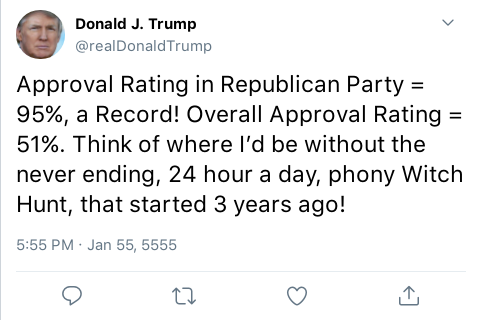 Donald J. Trump
@realDonaldTrump
Approval Rating in Republican Party =
95%, a Record! Overall Approval Rating =
51%. Think of where I’d be without the
never ending, 24 hour a day, phony Witch
Hunt, that started 3 years ago!
5:55 PM · Jan 55, 5555